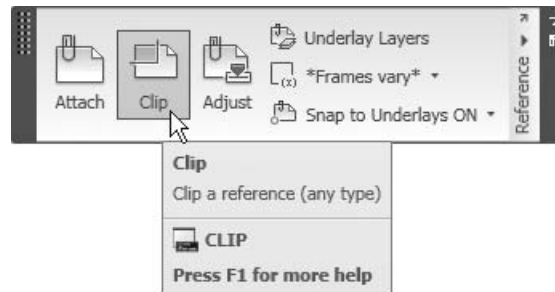 Attach
Clip
Adjust
Underlay Layers
(x) *Frames vary*
Snap to Underlays ON
Reference
Clip
Clip a reference (any type)
CLIP
Press F1 for more help